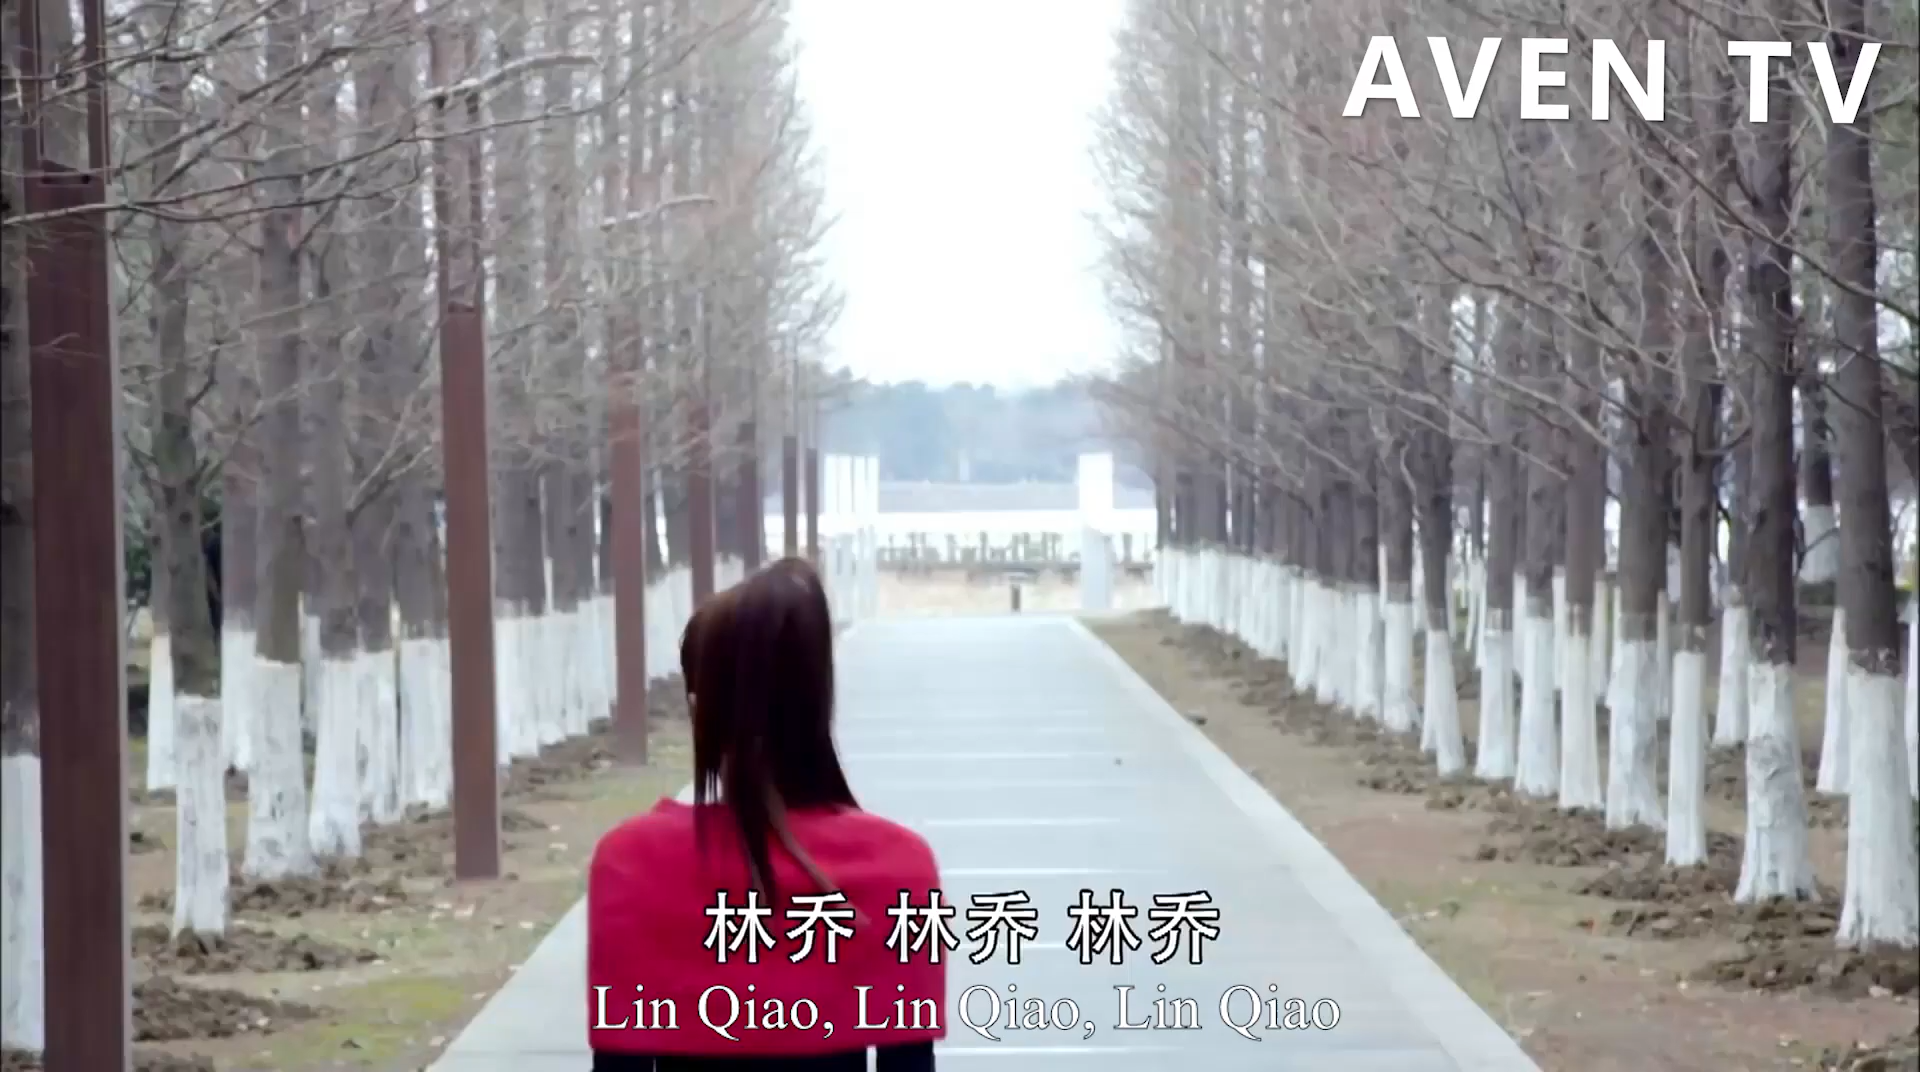 AVEN TV
林乔 林乔 林乔
Lin Qiao, Lin Qiao, Lin Qiao